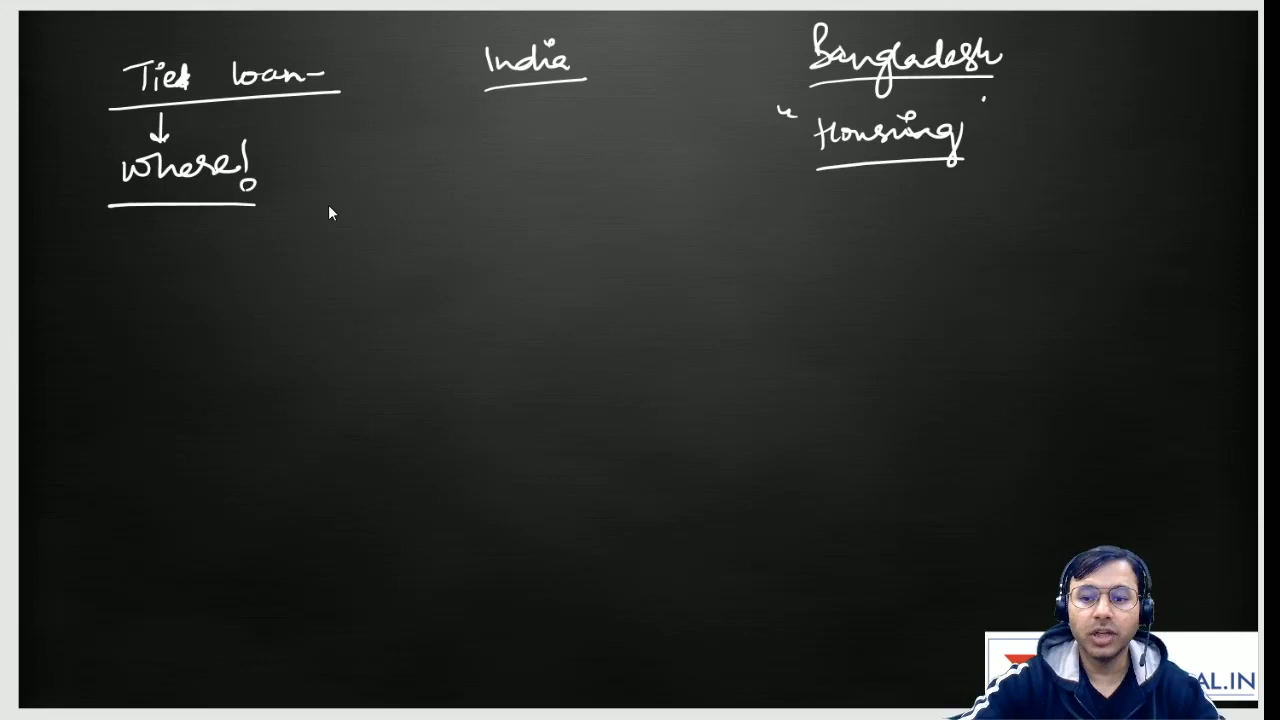 Tied loan-
India
Bangladesh
where!
"Housing"
AL.IN